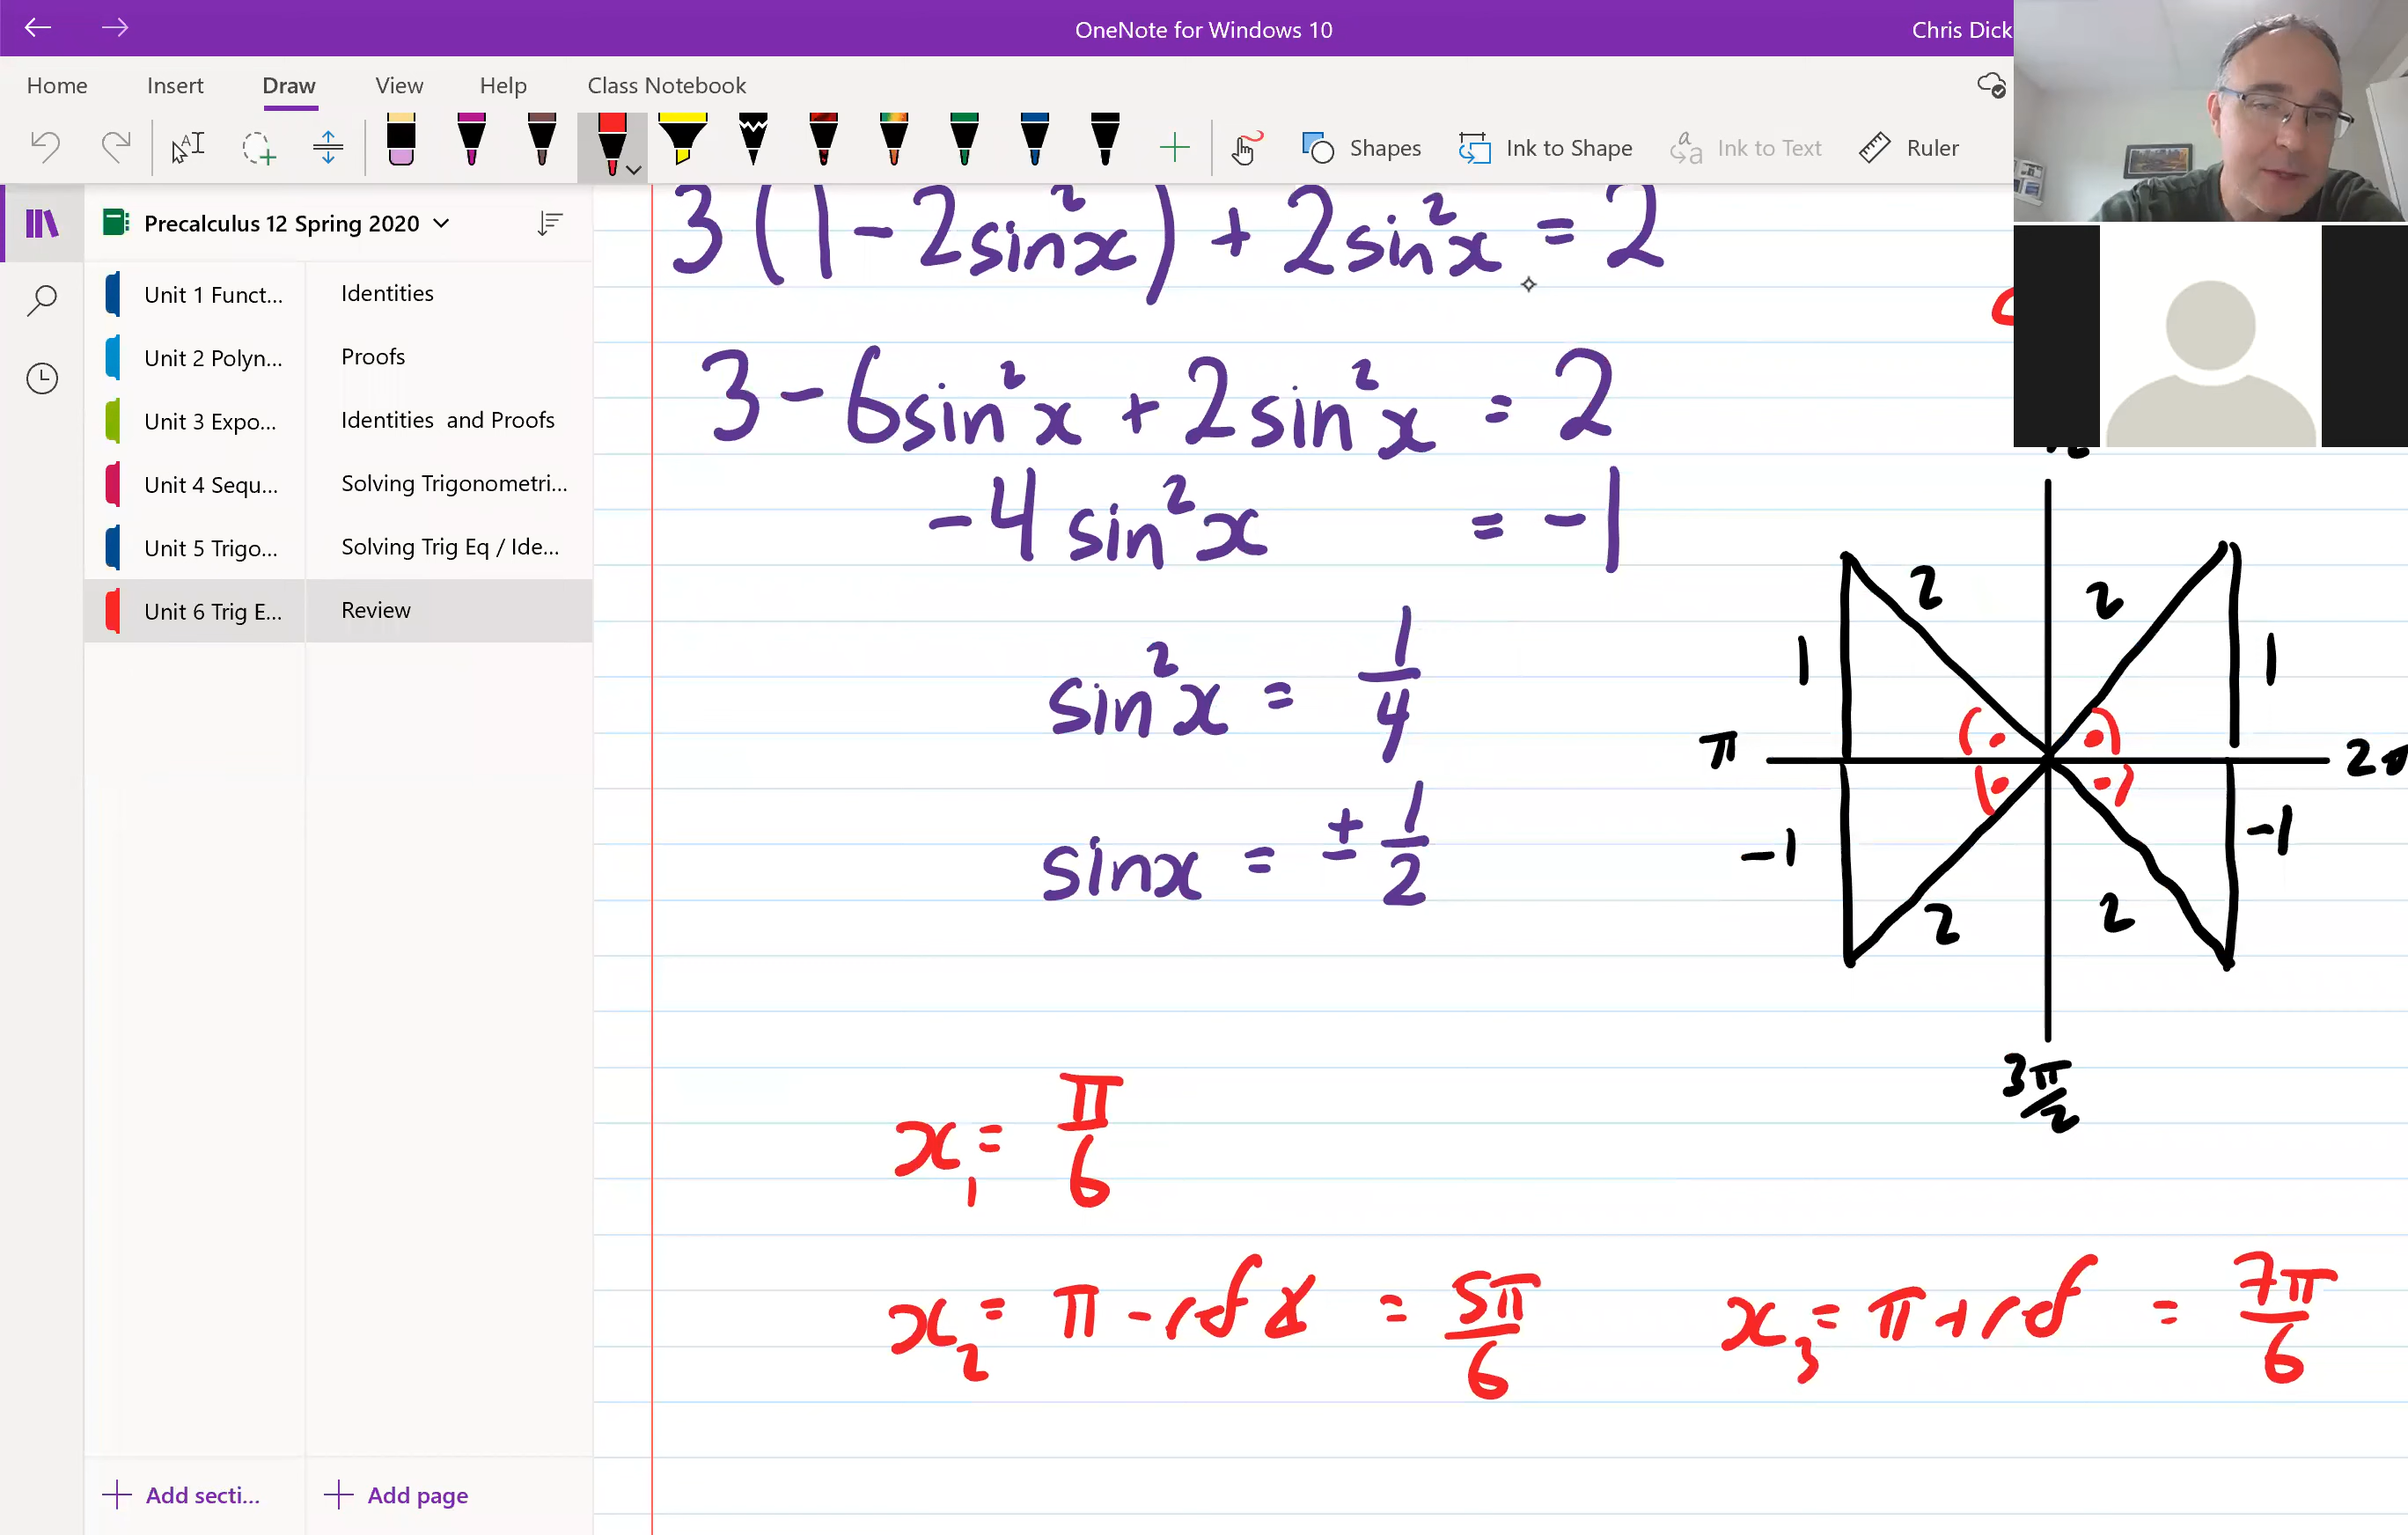 OneNote for Windows 10
Chris Dick
Home Insert Draw View Help Class Notebook
Shapes Ink to Shape Ink to Text Ruler
Precalculus 12 Spring 2020
Unit 1 Funct...
Unit 2 Polyn...
Unit 3 Expo...
Unit 4 Sequ...
Unit 5 Trigo...
Unit 6 Trig E...
Identities
Proofs
Identities and Proofs
Solving Trigonometri...
Solving Trig Eq / Ide...
Review
Add secti...
Add page
3(1-2sin²x) + 2sin²x = 2
3-6sin²x + 2sin²x = 2
-4sin²x = -1
sin²x = 1/4
sinx = ± 1/2
2 2
1 1
π
-1 -1
2 2
3π/2
x₁ = π/6
x₂ = π - ref ∡ = 5π/6
x₃ = π + ref = 7π/6